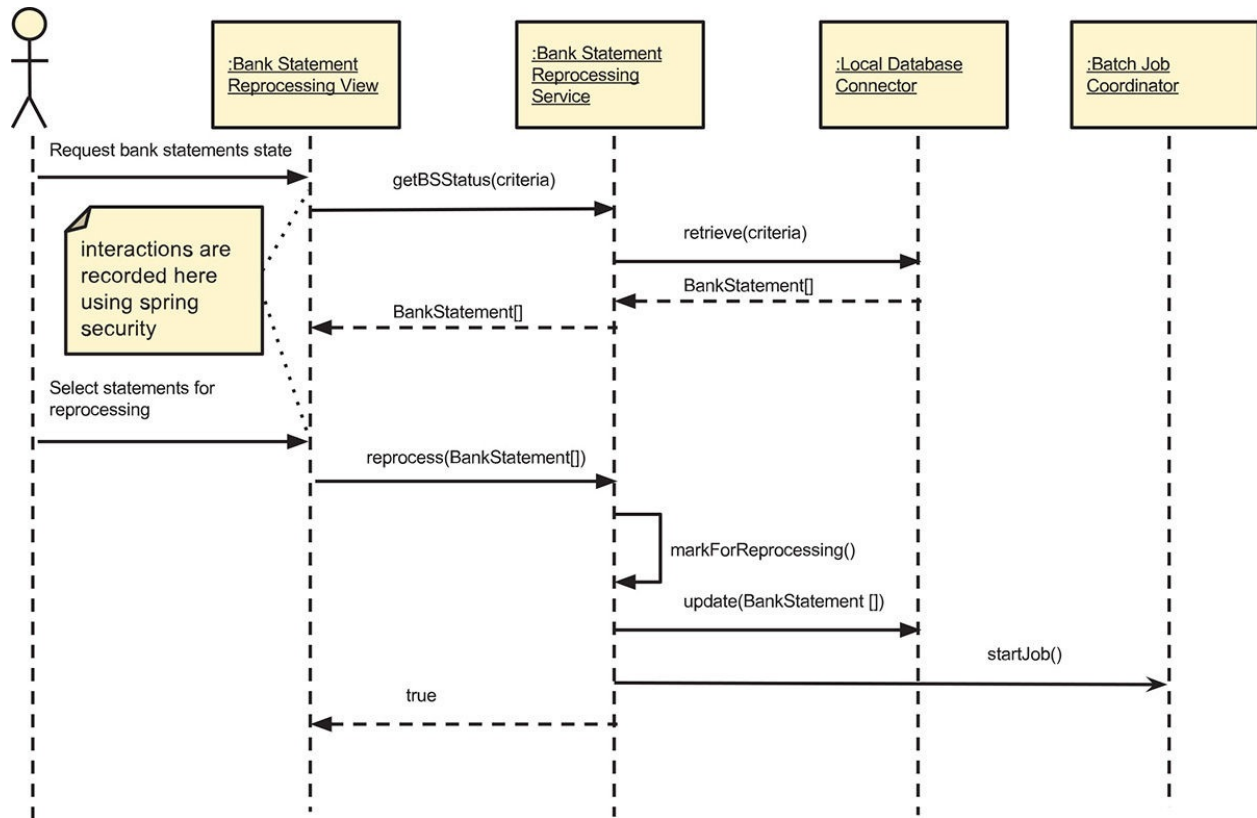 :Bank Statement
Reprocessing View
:Bank Statement
Reprocessing
Service
:Local Database
Connector
:Batch Job
Coordinator
Request bank statements state
getBSStatus(criteria)
retrieve(criteria)
interactions are
recorded here
using spring
security
BankStatement[]
BankStatement[]
Select statements for
reprocessing
reprocess(BankStatement[])
markForReprocessing()
update(BankStatement [])
startJob()
true